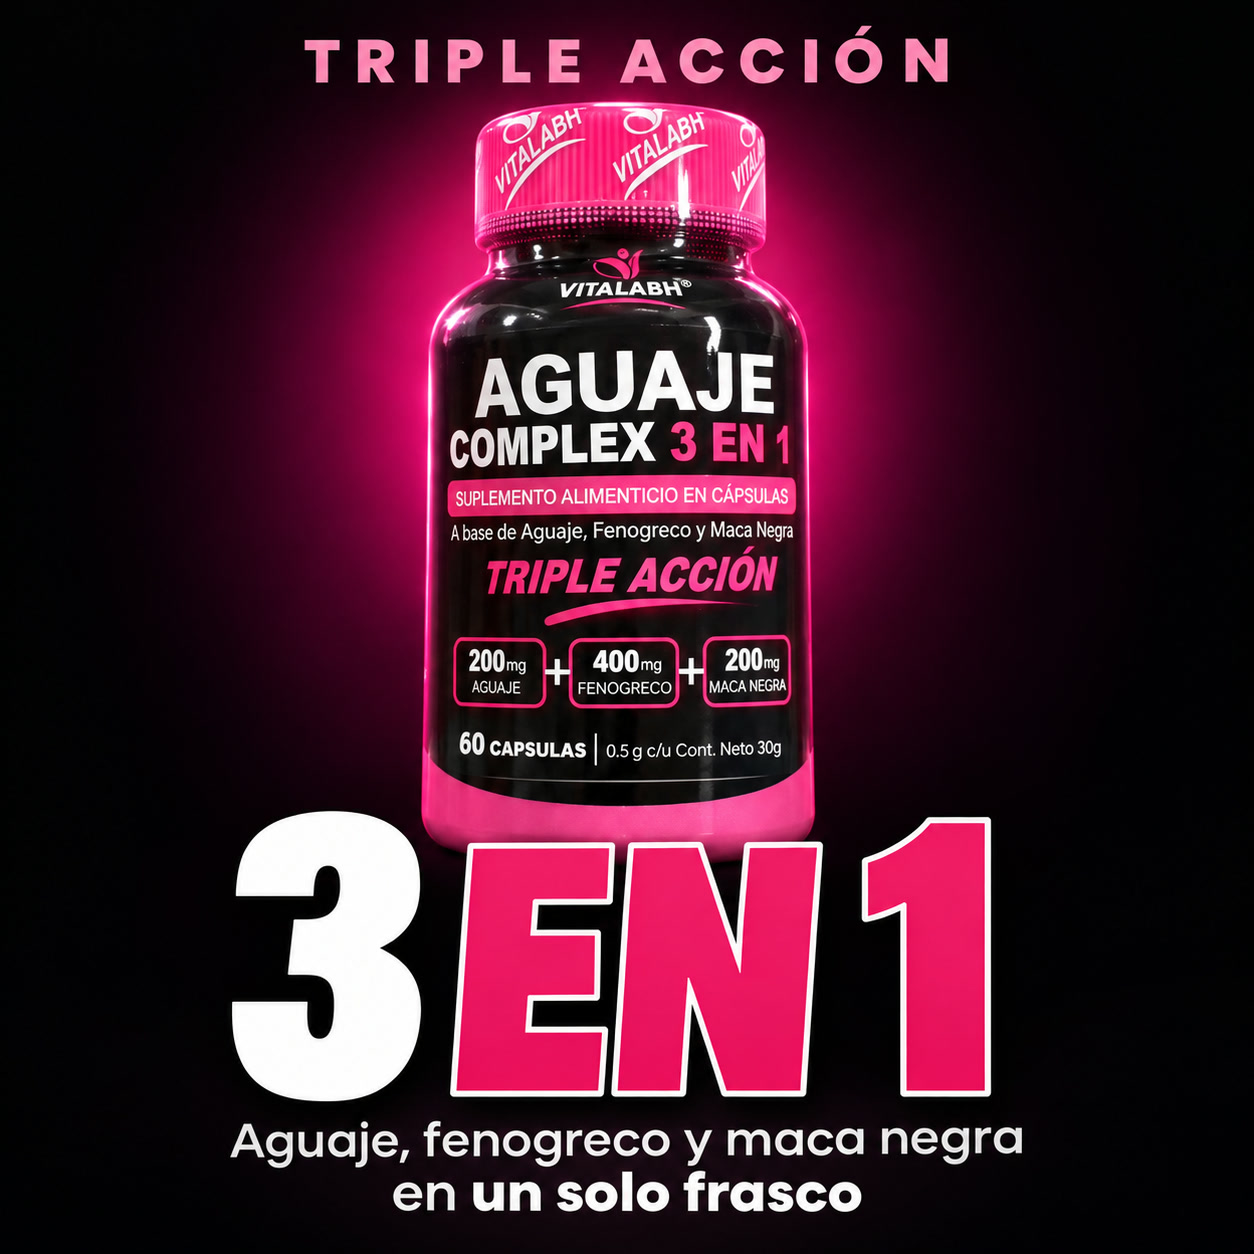 TRIPLE ACCIÓN
VITALABH VITALABH VITALABH
VITALABH®
AGUAJE
COMPLEX 3 EN 1
SUPLEMENTO ALIMENTICIO EN CÁPSULAS
A base de Aguaje, Fenogreco y Maca Negra
TRIPLE ACCIÓN
200mg + 400mg + 200mg
AGUAJE FENOGRECO MACA NEGRA
60 CAPSULAS | 0.5 g c/u Cont. Neto 30g
3 EN 1
Aguaje, fenogreco y maca negra
en un solo frasco